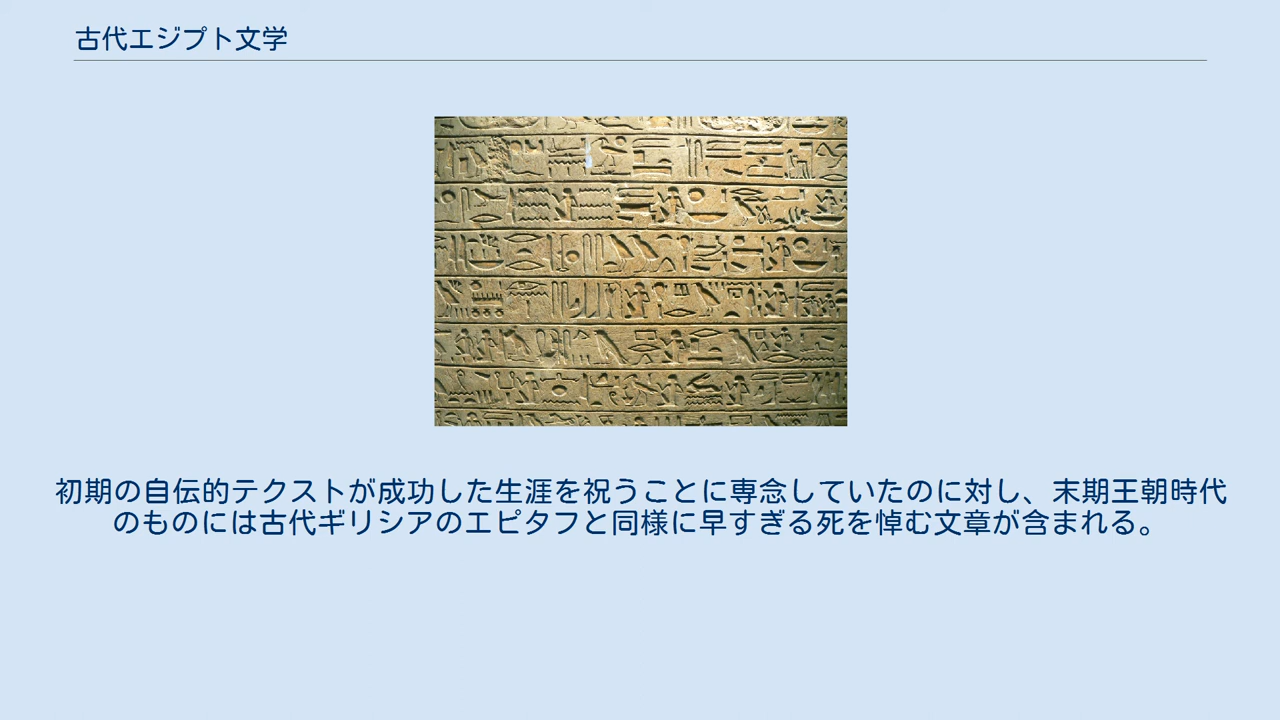 古代エジプト文学
初期の自伝的テクストが成功した生涯を祝うことに専念していたのに対し、末期王朝時代
のものには古代ギリシアのエピタフと同様に早すぎる死を悼む文章が含まれる。